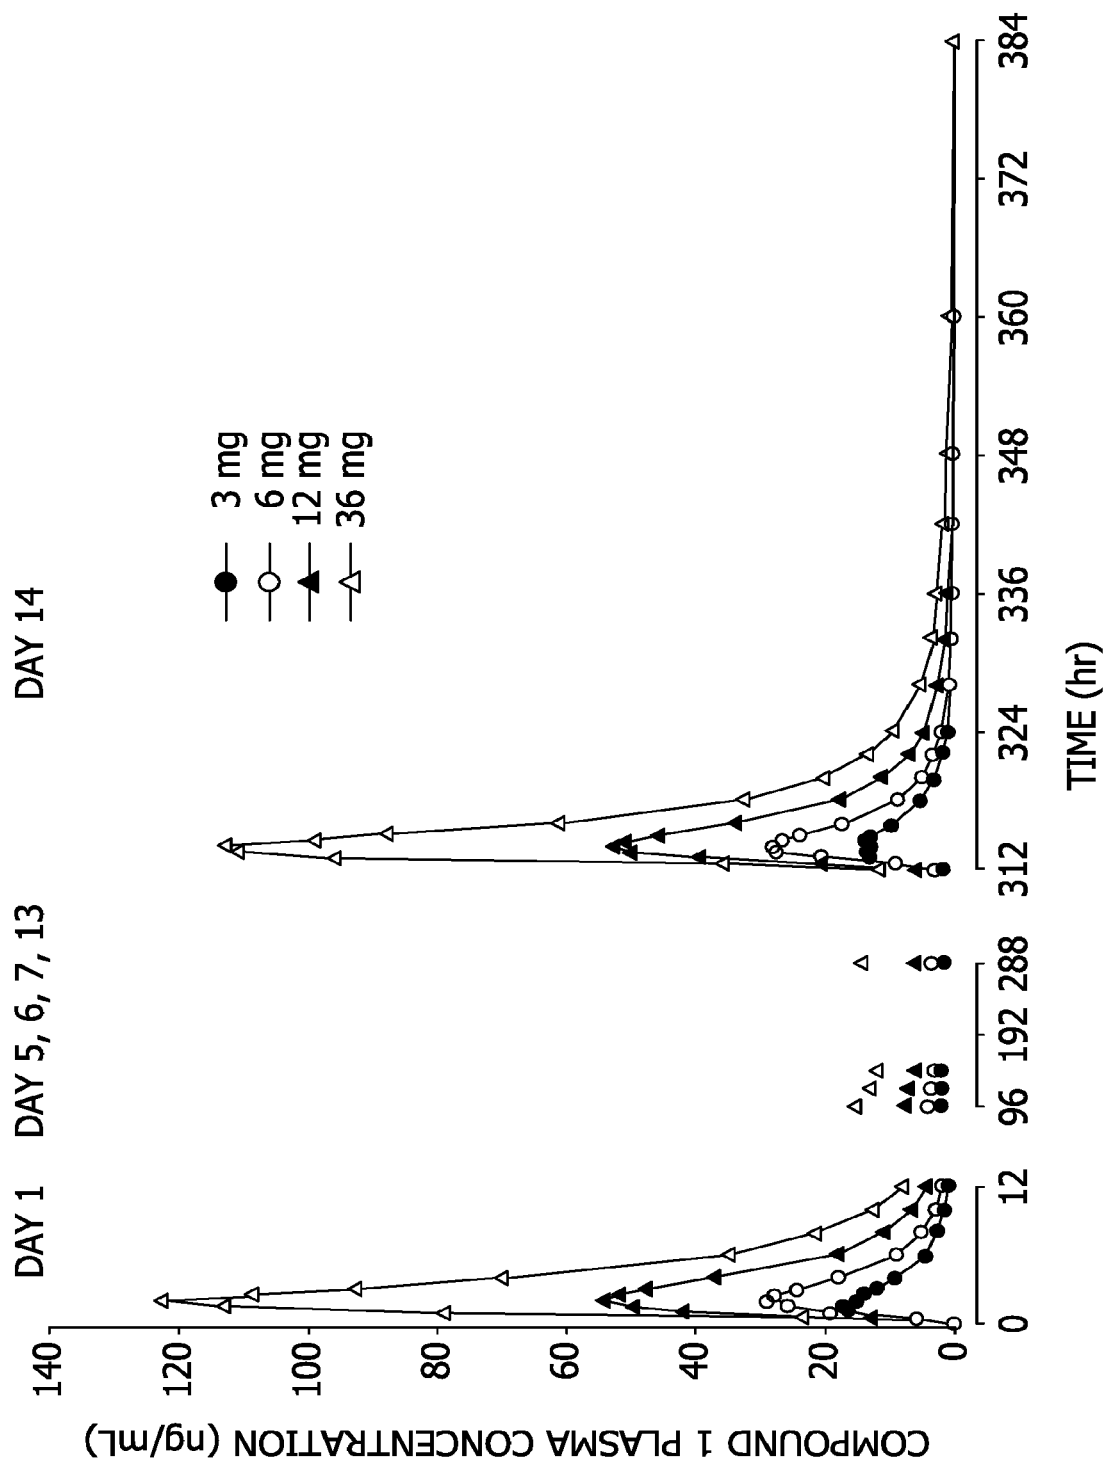 DAY 1
DAY 5, 6, 7, 13
DAY 14
COMPOUND 1 PLASMA CONCENTRATION (ng/mL)
140
120
100
80
60
40
20
0
3 mg
6 mg
12 mg
36 mg
0
12
96
192
288
312
324
336
348
360
372
384
TIME (hr)